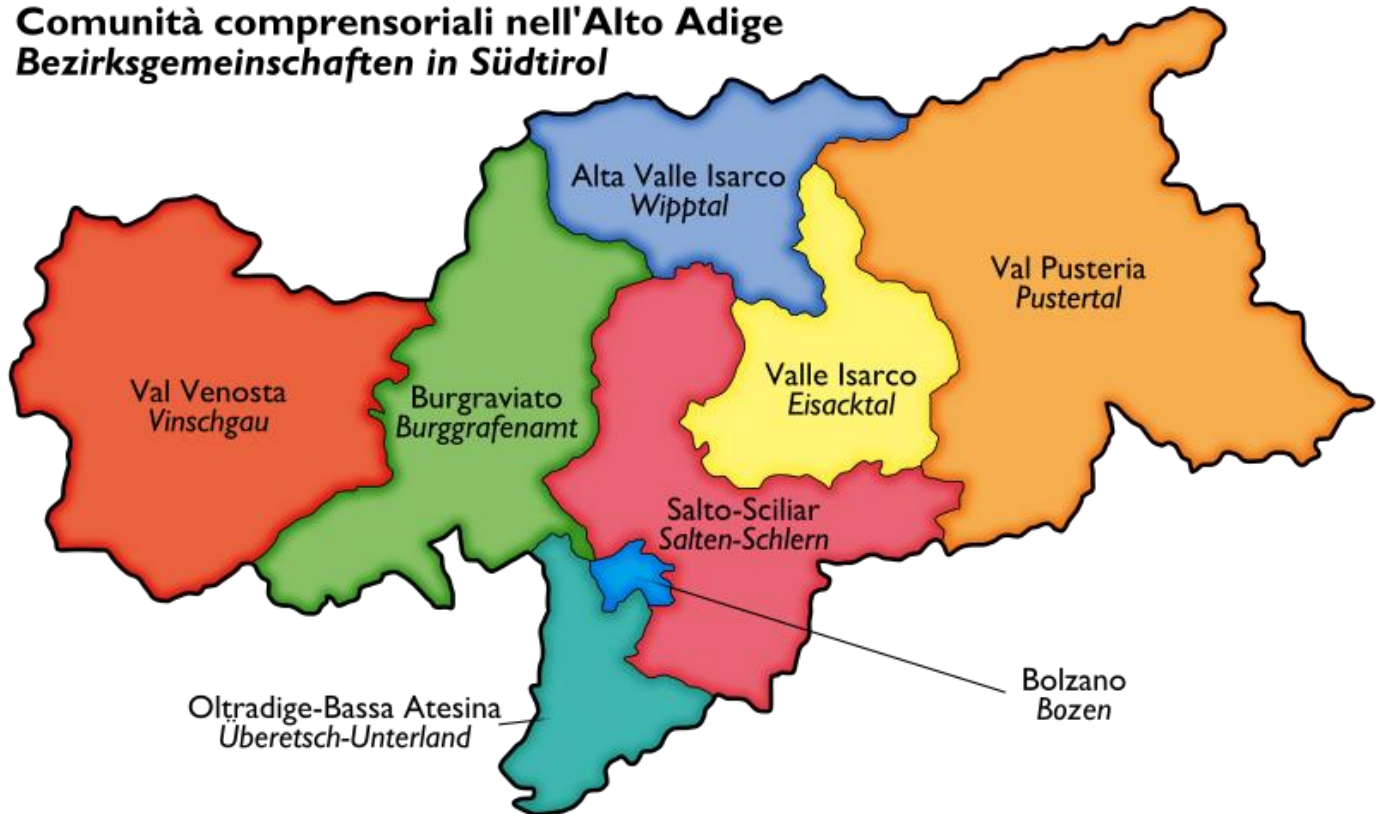 Comunità comprensoriali nell'Alto Adige
Bezirksgemeinschaften in Südtirol
Alta Valle Isarco
Wipptal
Val Pusteria
Pustertal
Val Venosta
Vinschgau
Burgraviato
Burggrafenamt
Valle Isarco
Eisacktal
Salto-Sciliar
Salten-Schlern
Oltradige-Bassa Atesina
Überetsch-Unterland
Bolzano
Bozen